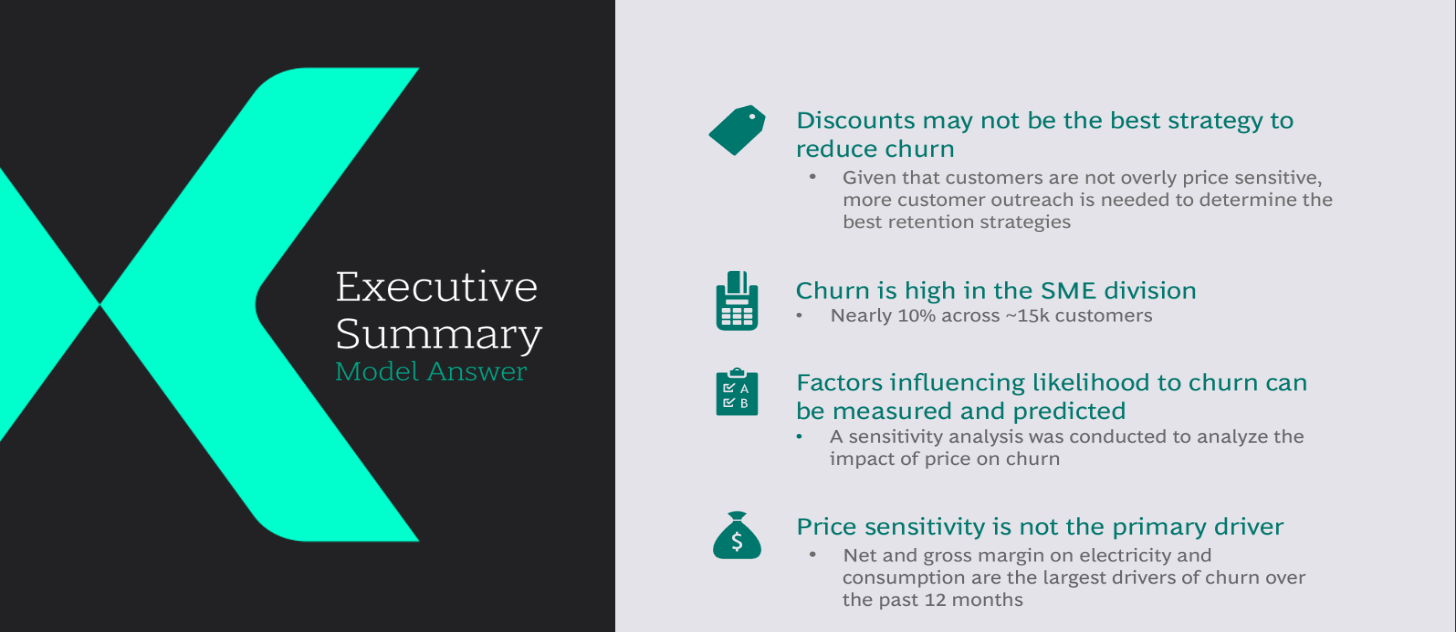 Executive
Summary
Model Answer
Discounts may not be the best strategy to
reduce churn
• Given that customers are not overly price sensitive,
more customer outreach is needed to determine the
best retention strategies
Churn is high in the SME division
• Nearly 10% across ~15k customers
A
B
Factors influencing likelihood to churn can
be measured and predicted
• A sensitivity analysis was conducted to analyze the
impact of price on churn
$
Price sensitivity is not the primary driver
• Net and gross margin on electricity and
consumption are the largest drivers of churn over
the past 12 months